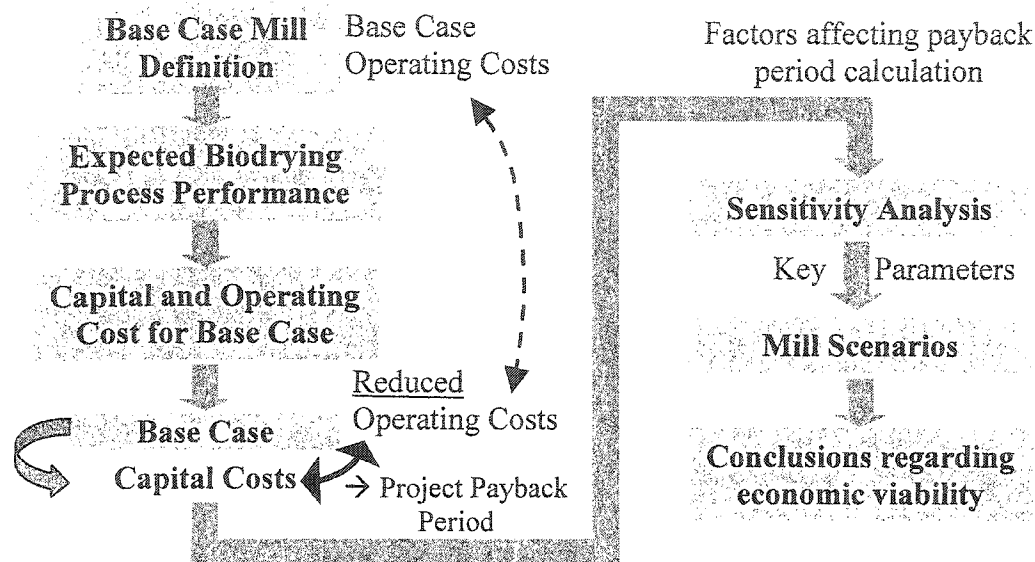 Base Case Mill
Definition
Base Case
Operating Costs
Expected Biodrying
Process Performance
Capital and Operating
Cost for Base Case
Reduced
Operating Costs
Base Case
Capital Costs
→ Project Payback
Period
Factors affecting payback
period calculation
Sensitivity Analysis
Key Parameters
Mill Scenarios
Conclusions regarding
economic viability